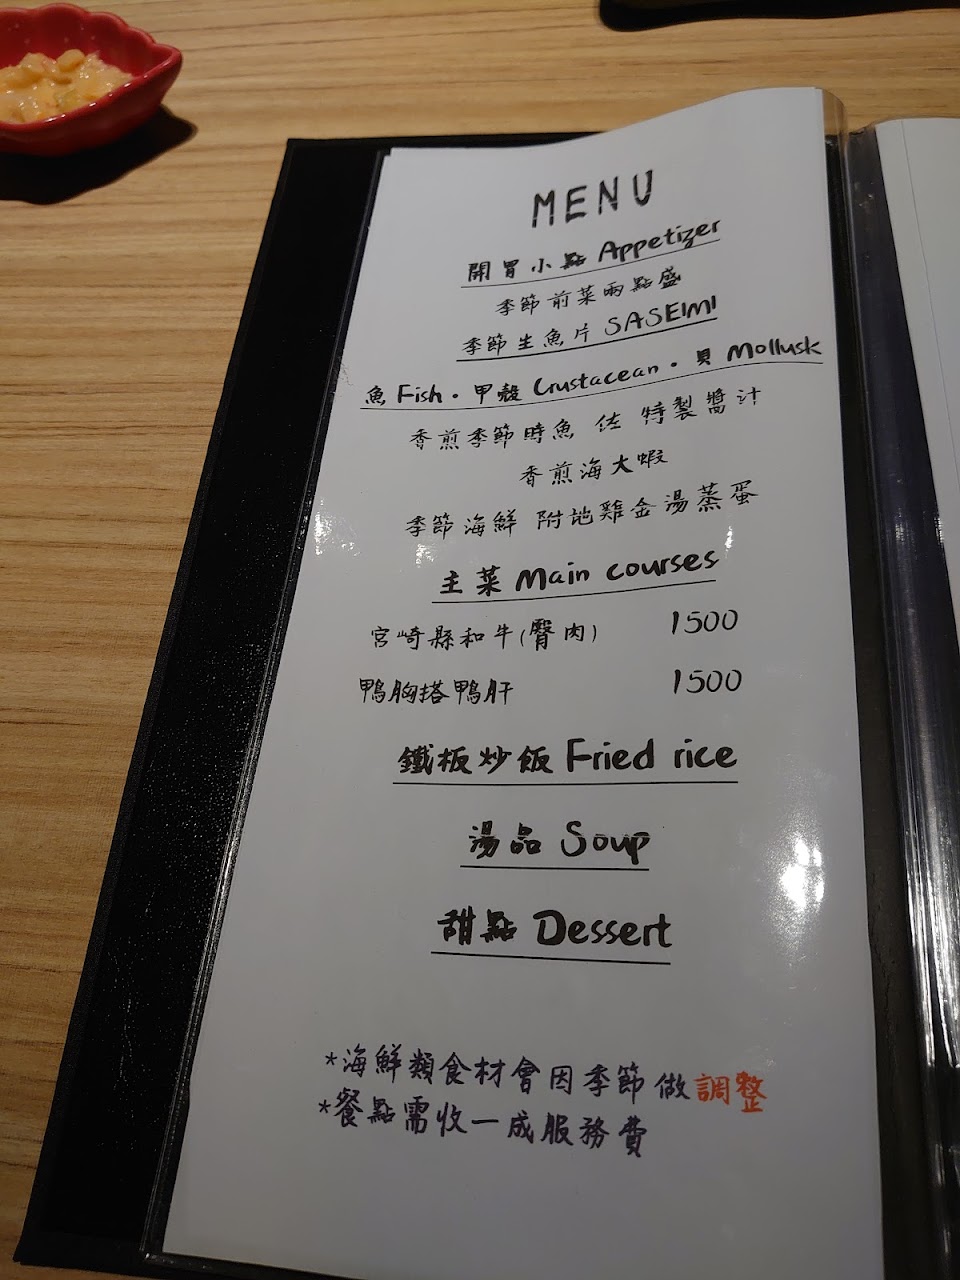 MENU
開胃小點 Appetizer
季節前菜兩點盛
季節生魚片 SASEIMI
魚 Fish · 甲殼 Crustacean · 貝 Mollusk
香煎季節時魚 佐 特製醬汁
香煎海大蝦
季節海鮮 附地雞金湯蒸蛋
主菜 Main courses
宮崎縣和牛(臀肉) 1500
鴨胸搭鴨肝 1500
鐵板炒飯 Fried rice
湯品 Soup
甜點 Dessert
*海鮮類食材會因季節做調整
*餐點需收一成服務費